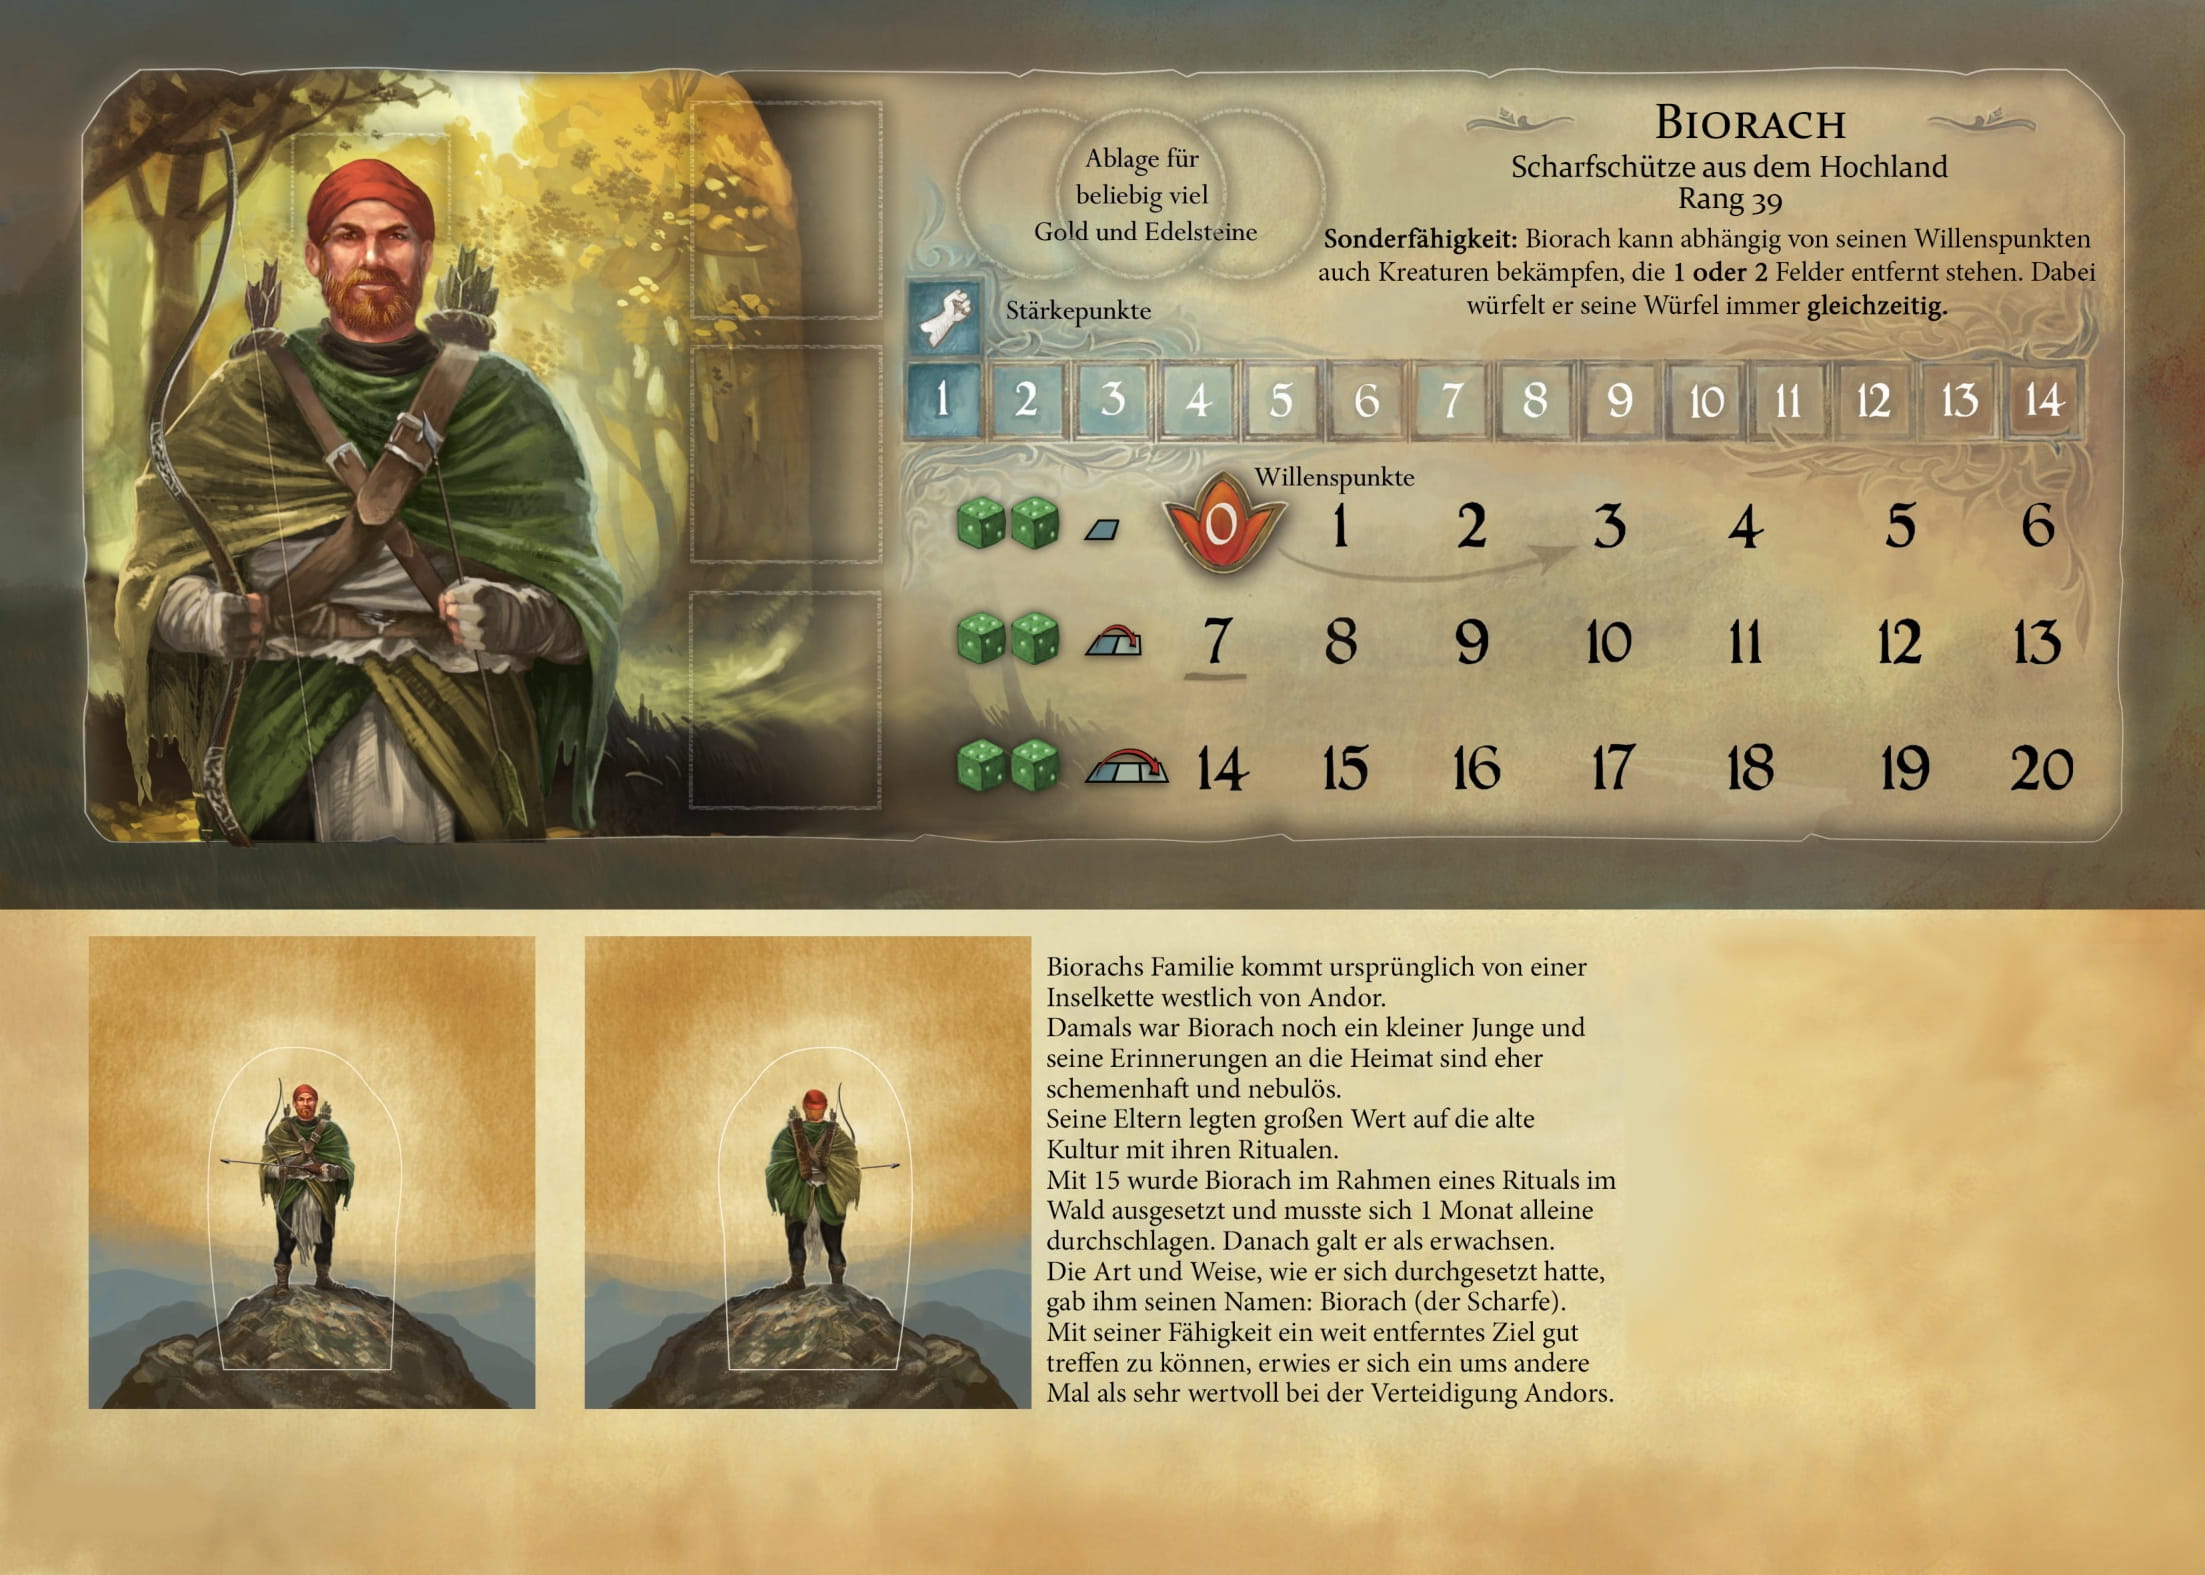 Ablage für
beliebig viel
Gold und Edelsteine
Biorach
Scharfschütze aus dem Hochland
Rang 39
Sonderfähigkeit: Biorach kann abhängig von seinen Willenspunkten
auch Kreaturen bekämpfen, die 1 oder 2 Felder entfernt stehen. Dabei
würfelt er seine Würfel immer gleichzeitig.
Stärkepunkte
1 2 3 4 5 6 7 8 9 10 11 12 13 14
Willenspunkte
0 1 2 3 4 5 6
7 8 9 10 11 12 13
14 15 16 17 18 19 20
Biorachs Familie kommt ursprünglich von einer
Inselkette westlich von Andor.
Damals war Biorach noch ein kleiner Junge und
seine Erinnerungen an die Heimat sind eher
schemenhaft und nebulös.
Seine Eltern legten großen Wert auf die alte
Kultur mit ihren Ritualen.
Mit 15 wurde Biorach im Rahmen eines Rituals im
Wald ausgesetzt und musste sich 1 Monat alleine
durchschlagen. Danach galt er als erwachsen.
Die Art und Weise, wie er sich durchgesetzt hatte,
gab ihm seinen Namen: Biorach (der Scharfe).
Mit seiner Fähigkeit ein weit entferntes Ziel gut
treffen zu können, erwies er sich ein ums andere
Mal als sehr wertvoll bei der Verteidigung Andors.